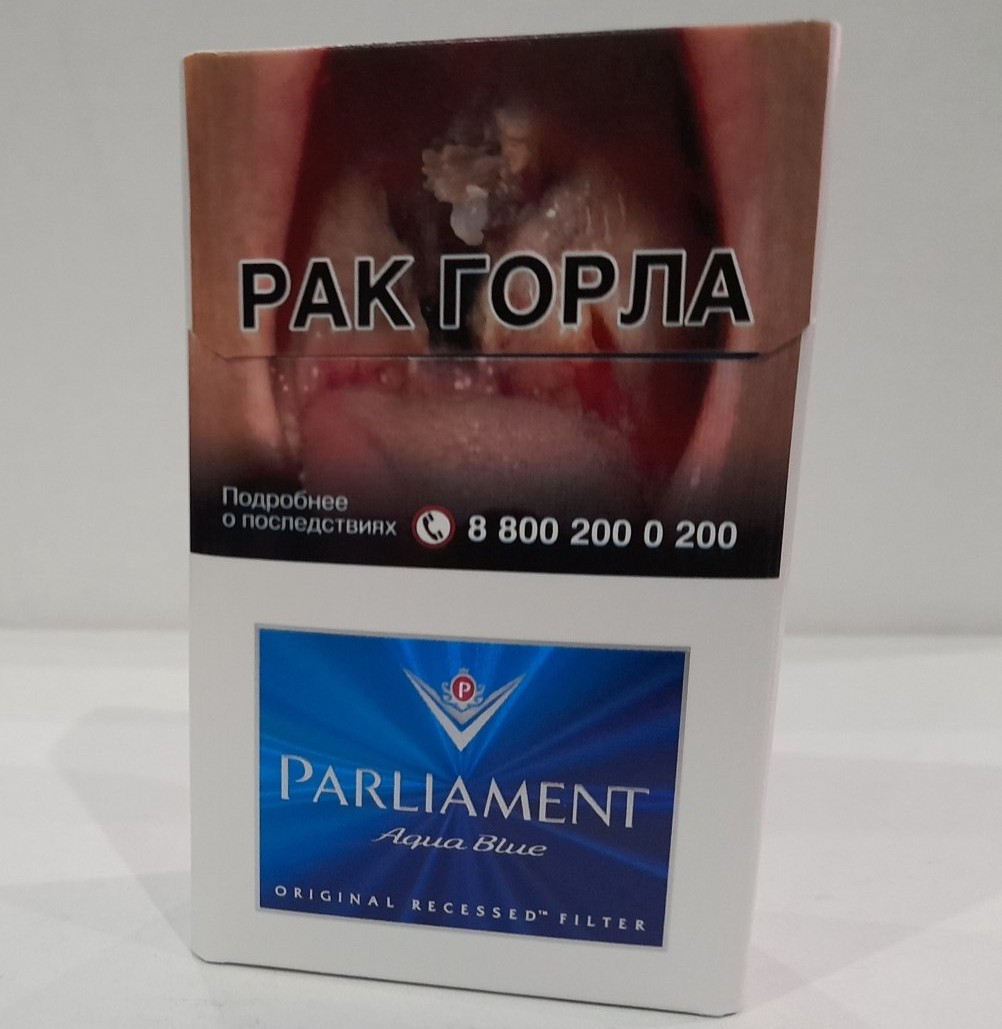 РАК ГОРЛА
Подробнее
о последствиях 8 800 200 0 200
P
PARLIAMENT
Aqua Blue
ORIGINAL RECESSED™ FILTER